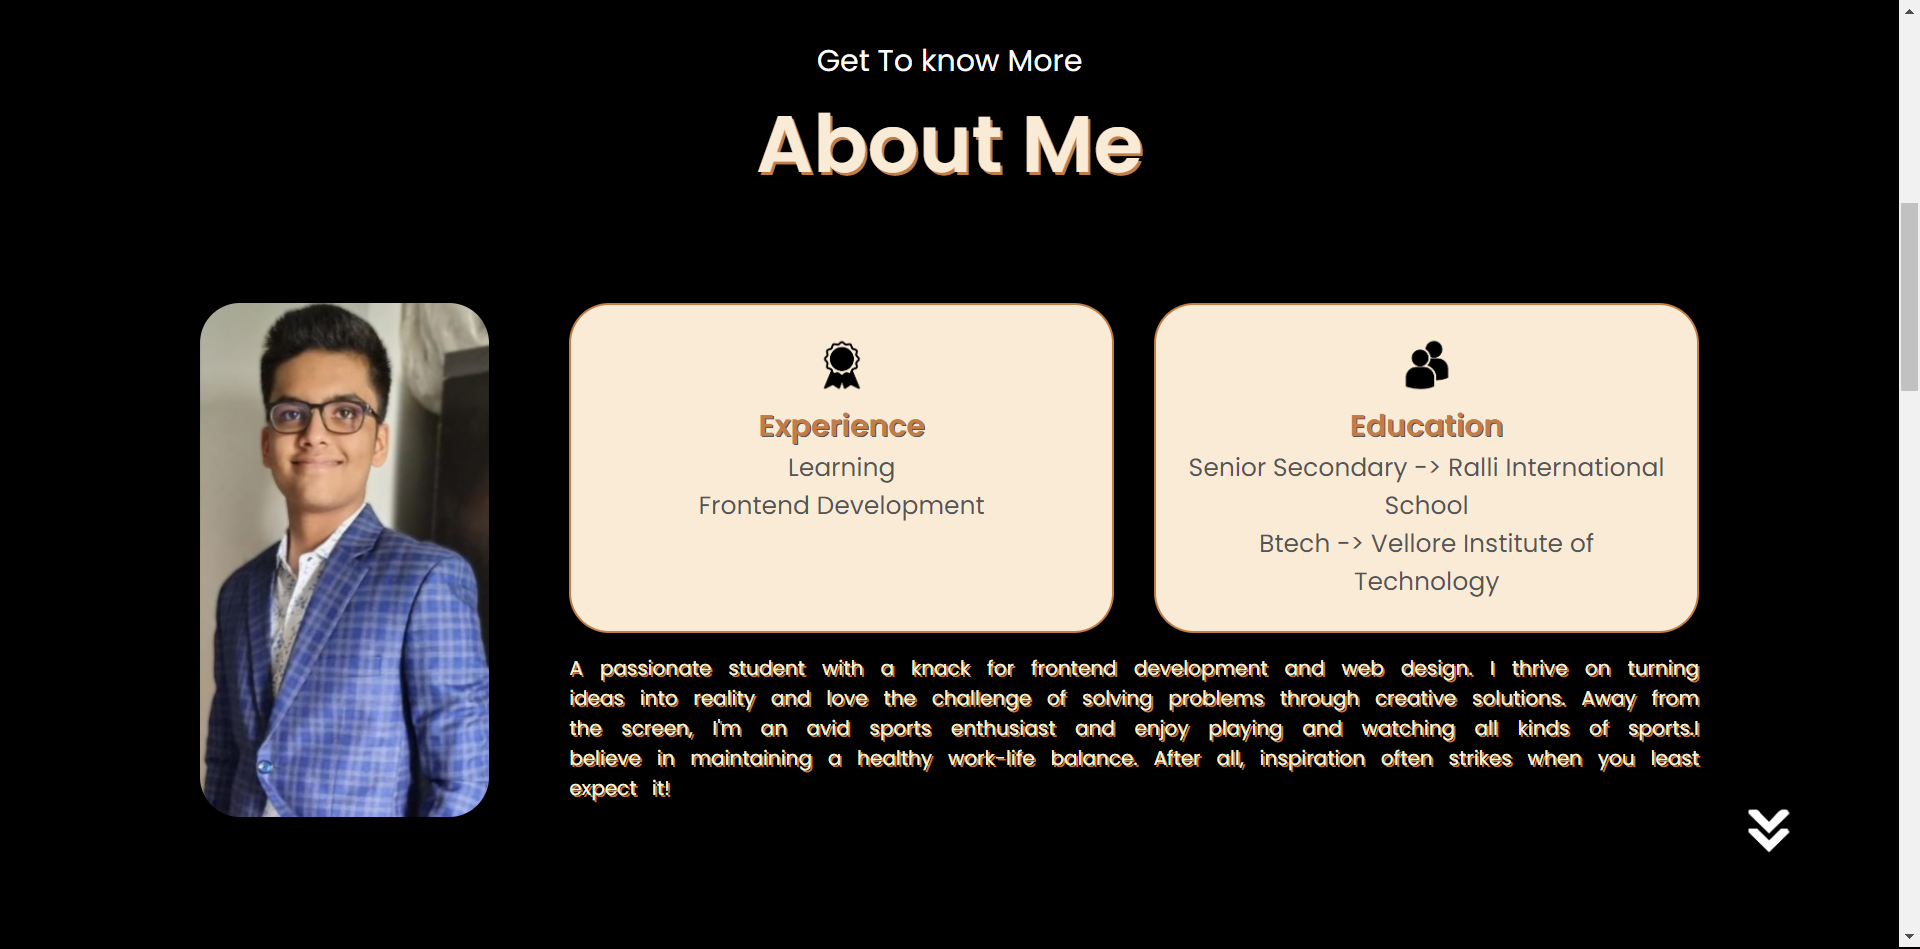 Get To know More
About Me
Experience
Learning
Frontend Development
Education
Senior Secondary -> Ralli International
School
Btech -> Vellore Institute of
Technology
A passionate student with a knack for frontend development and web design. I thrive on turning
ideas into reality and love the challenge of solving problems through creative solutions. Away from
the screen, I'm an avid sports enthusiast and enjoy playing and watching all kinds of sports.I
believe in maintaining a healthy work-life balance. After all, inspiration often strikes when you least
expect it!